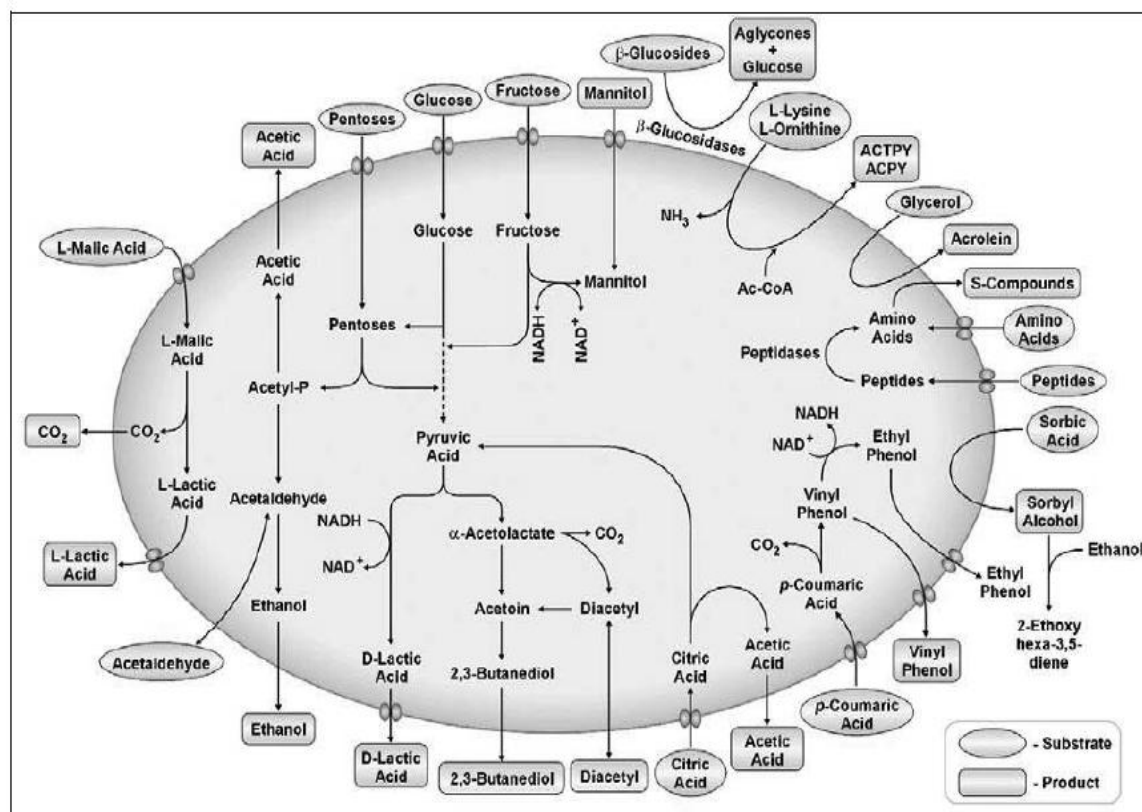 β-Glucosides
Aglycones
+
Glucose
Pentoses
Glucose
Fructose
Mannitol
β-Glucosidases
L-Lysine
L-Ornithine
Acetic
Acid
ACTPY
ACPY
NH3
Glycerol
L-Malic Acid
Glucose
Fructose
Acrolein
Acetic
Acid
Mannitol
Ac-CoA
S-Compounds
NADH
NAD+
L-Malic
Acid
Pentoses
Amino
Acids
Amino
Acids
Peptidases
Acetyl-P
Peptides
Peptides
CO2
CO2
Pyruvic
Acid
NADH
NAD+
Ethyl
Phenol
Sorbic
Acid
L-Lactic
Acid
Acetaldehyde
NADH
NAD+
α-Acetolactate
CO2
Vinyl
Phenol
Sorbyl
Alcohol
CO2
Ethanol
L-Lactic
Acid
p-Coumaric
Acid
Ethyl
Phenol
Ethanol
Acetoin
Diacetyl
2-Ethoxy
hexa-3,5-
diene
Acetaldehyde
D-Lactic
Acid
2,3-Butanediol
Citric
Acid
Acetic
Acid
Vinyl
Phenol
p-Coumaric
Acid
Ethanol
D-Lactic
Acid
2,3-Butanediol
Diacetyl
Citric
Acid
Acetic
Acid
- Substrate
- Product